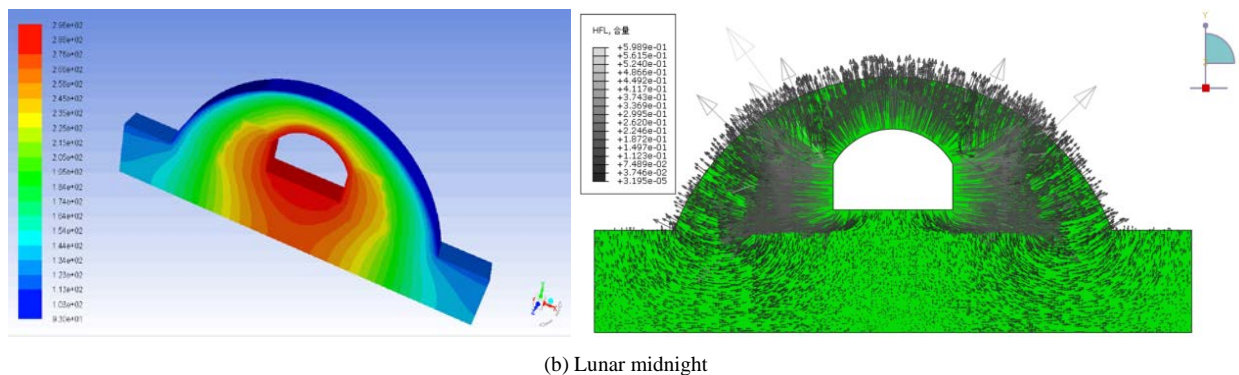 2.96e+02
2.86e+02
2.76e+02
2.66e+02
2.55e+02
2.45e+02
2.35e+02
2.25e+02
2.15e+02
2.05e+02
1.95e+02
1.84e+02
1.74e+02
1.64e+02
1.54e+02
1.44e+02
1.34e+02
1.23e+02
1.13e+02
1.03e+02
9.30e+01
HFL, 合量
+5.989e-01
+5.615e-01
+5.240e-01
+4.866e-01
+4.492e-01
+4.117e-01
+3.743e-01
+3.369e-01
+2.995e-01
+2.620e-01
+2.246e-01
+1.872e-01
+1.497e-01
+1.123e-01
+7.489e-02
+3.746e-02
+3.195e-05
Y
(b) Lunar midnight